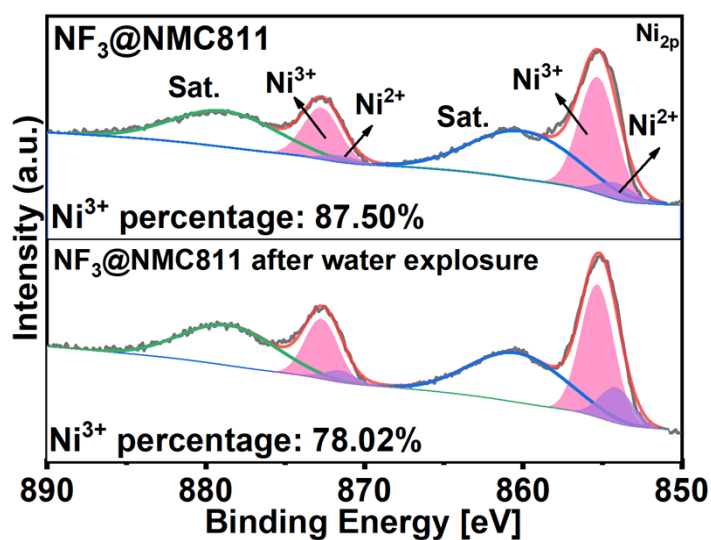 NF₃@NMC811
Ni₂ₚ
Sat.
Ni³⁺
Ni²⁺
Sat.
Ni³⁺
Ni²⁺
Ni³⁺ percentage: 87.50%
NF₃@NMC811 after water explosure
Ni³⁺ percentage: 78.02%
Intensity (a.u.)
890 880 870 860 850
Binding Energy [eV]